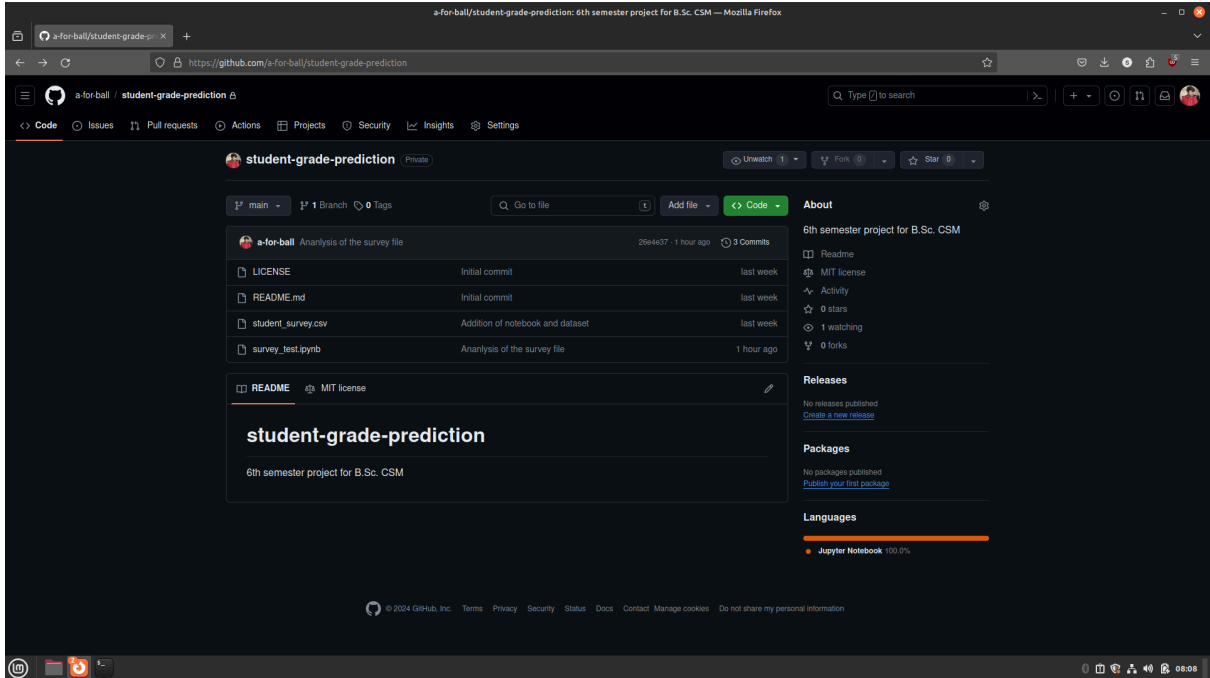 a-for-ball/student-grade-prediction: 6th semester project for B.Sc. CSM — Mozilla Firefox
a-for-ball/student-grade-pr
https://github.com/a-for-ball/student-grade-prediction
a-for-ball / student-grade-prediction
Type / to search
Code Issues Pull requests Actions Projects Security Insights Settings
student-grade-prediction Private
Unwatch 1 Fork 0 Star 0
main 1 Branch 0 Tags Go to file t Add file Code
a-for-ball Ananlysis of the survey file 26e4e37 · 1 hour ago 3 Commits
LICENSE Initial commit last week
README.md Initial commit last week
student_survey.csv Addition of notebook and dataset last week
survey_test.ipynb Ananlysis of the survey file 1 hour ago
README MIT license
student-grade-prediction
6th semester project for B.Sc. CSM
About
6th semester project for B.Sc. CSM
Readme
MIT license
Activity
0 stars
1 watching
0 forks
Releases
No releases published
Create a new release
Packages
No packages published
Publish your first package
Languages
Jupyter Notebook 100.0%
© 2024 GitHub, Inc. Terms Privacy Security Status Docs Contact Manage cookies Do not share my personal information
08:08